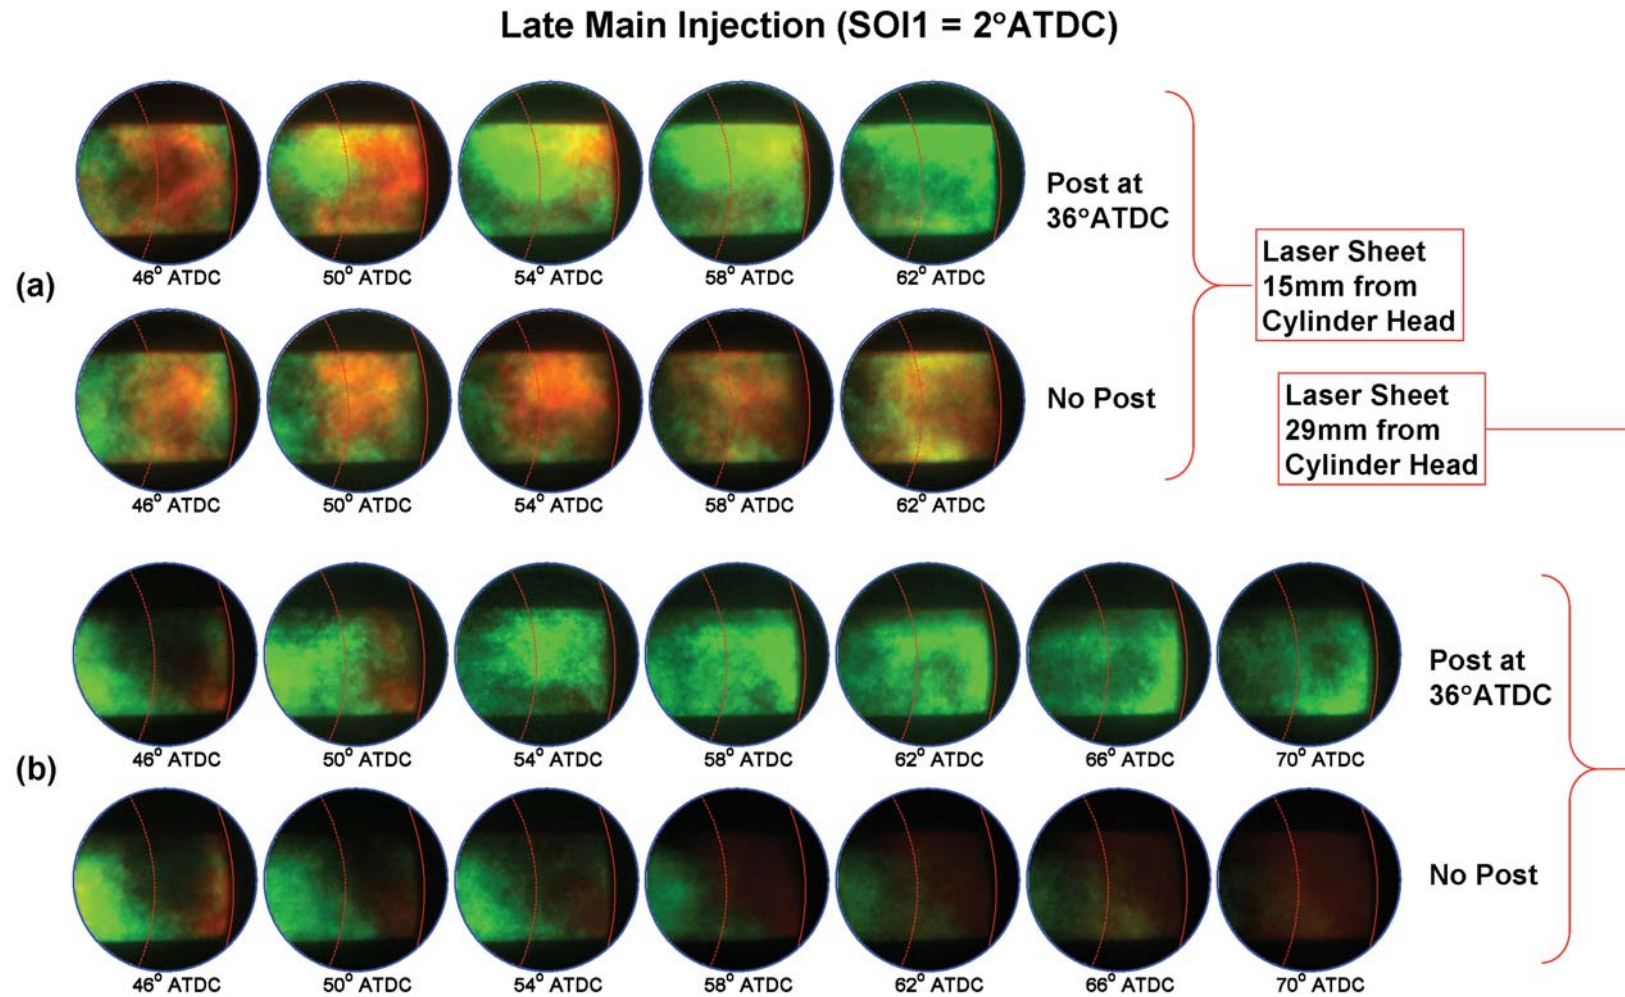 Late Main Injection (SOI1 = 2°ATDC)
46° ATDC
50° ATDC
54° ATDC
58° ATDC
62° ATDC
Post at
36°ATDC
(a)
Laser Sheet
15mm from
Cylinder Head
46° ATDC
50° ATDC
54° ATDC
58° ATDC
62° ATDC
No Post
Laser Sheet
29mm from
Cylinder Head
46° ATDC
50° ATDC
54° ATDC
58° ATDC
62° ATDC
66° ATDC
70° ATDC
Post at
36°ATDC
(b)
46° ATDC
50° ATDC
54° ATDC
58° ATDC
62° ATDC
66° ATDC
70° ATDC
No Post